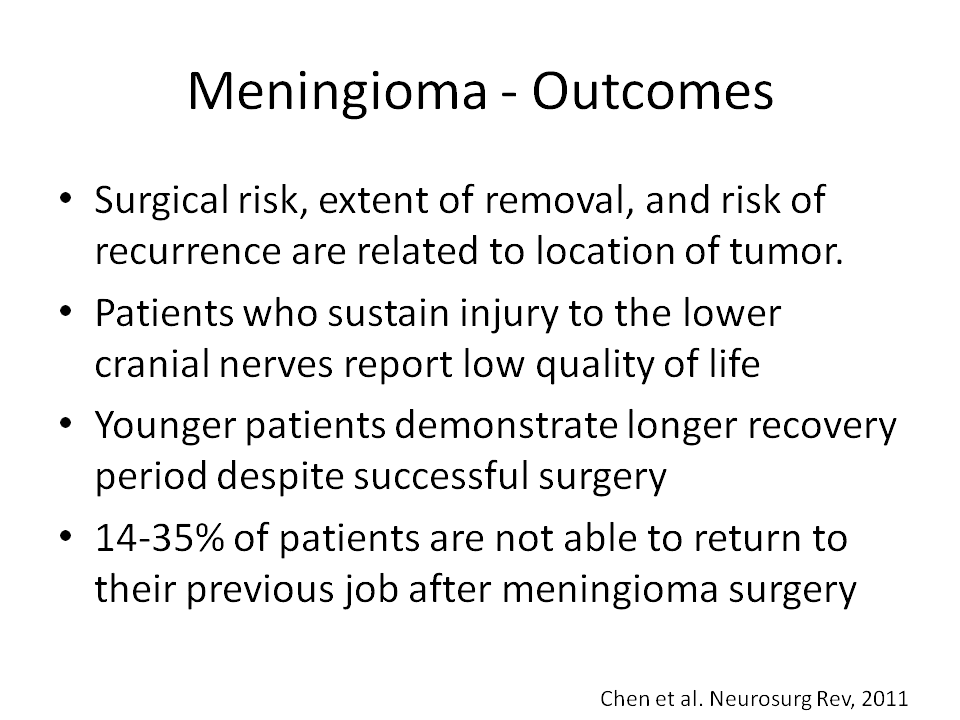 Meningioma - Outcomes
• Surgical risk, extent of removal, and risk of
recurrence are related to location of tumor.
• Patients who sustain injury to the lower
cranial nerves report low quality of life
• Younger patients demonstrate longer recovery
period despite successful surgery
• 14-35% of patients are not able to return to
their previous job after meningioma surgery
Chen et al. Neurosurg Rev, 2011